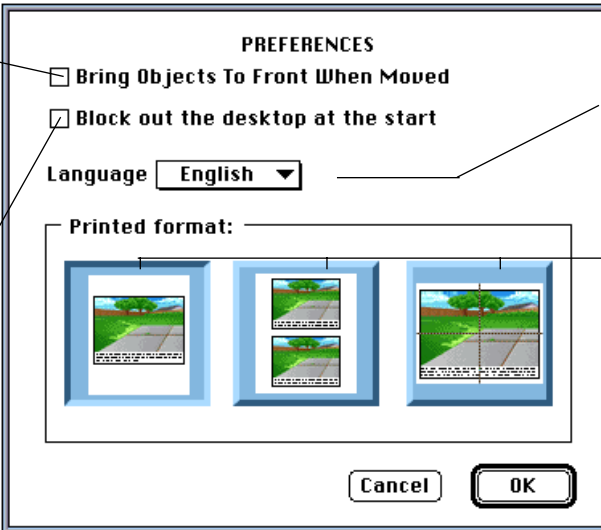 PREFERENCES
Bring Objects To Front When Moved
Block out the desktop at the start
Language English
Printed format:
Cancel OK